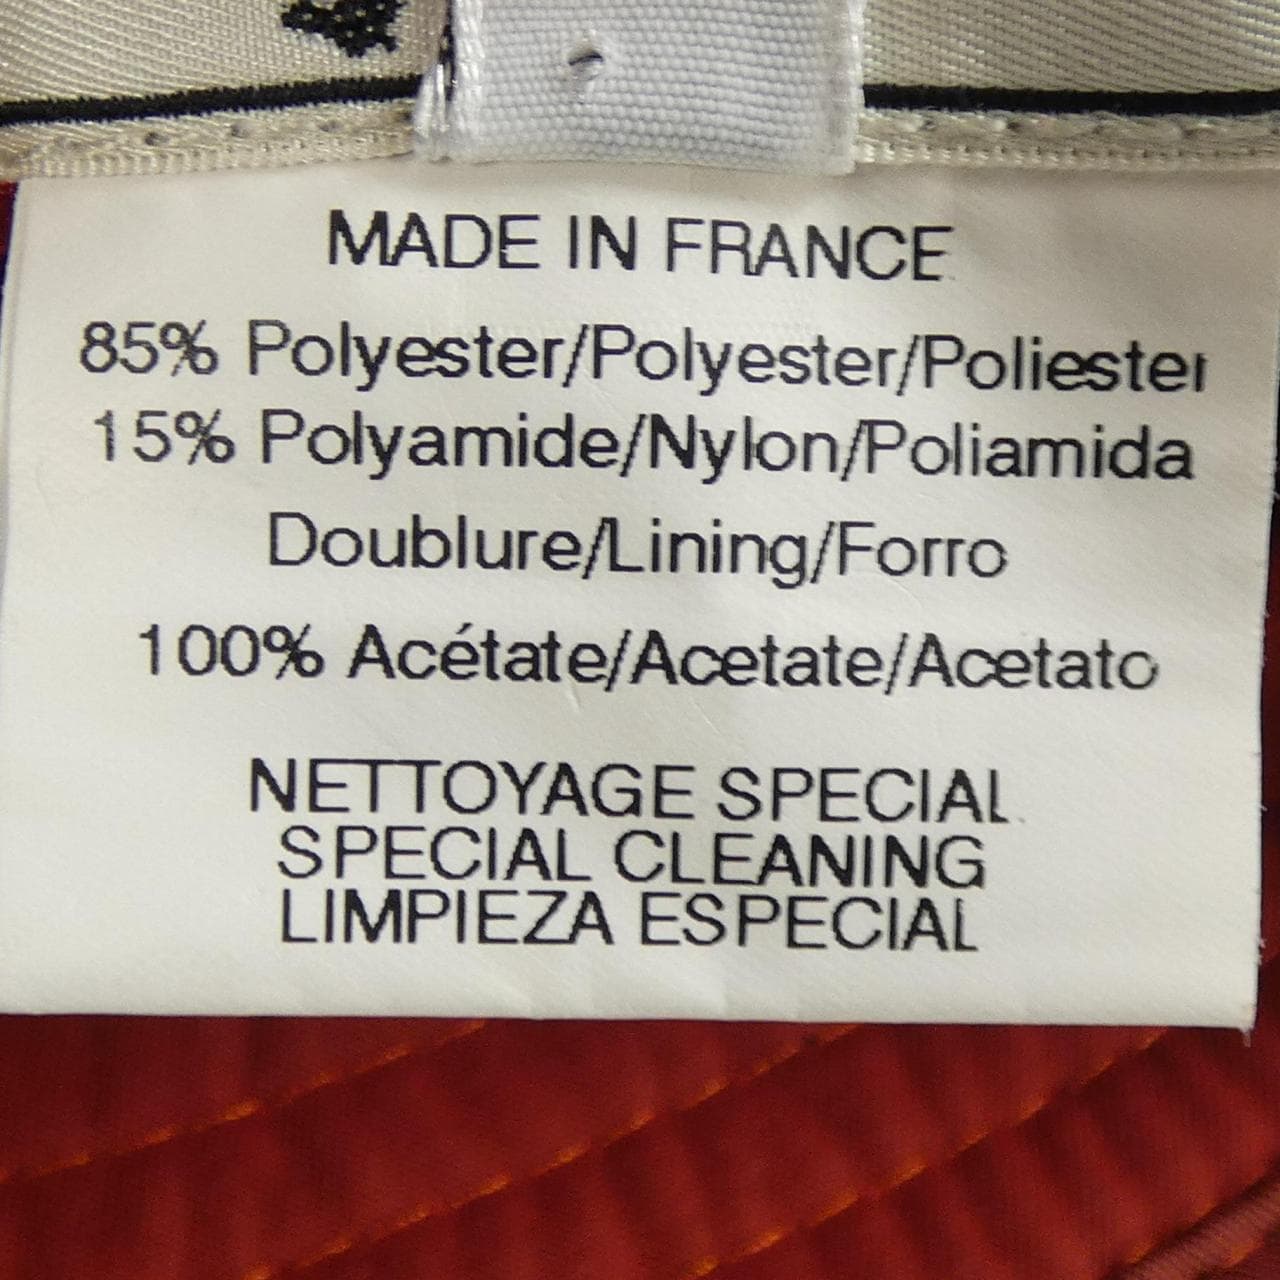 MADE IN FRANCE
85% Polyester/Polyester/Poliester
15% Polyamide/Nylon/Poliamida
Doublure/Lining/Forro
100% Acétate/Acetate/Acetato
NETTOYAGE SPECIAL
SPECIAL CLEANING
LIMPIEZA ESPECIAL